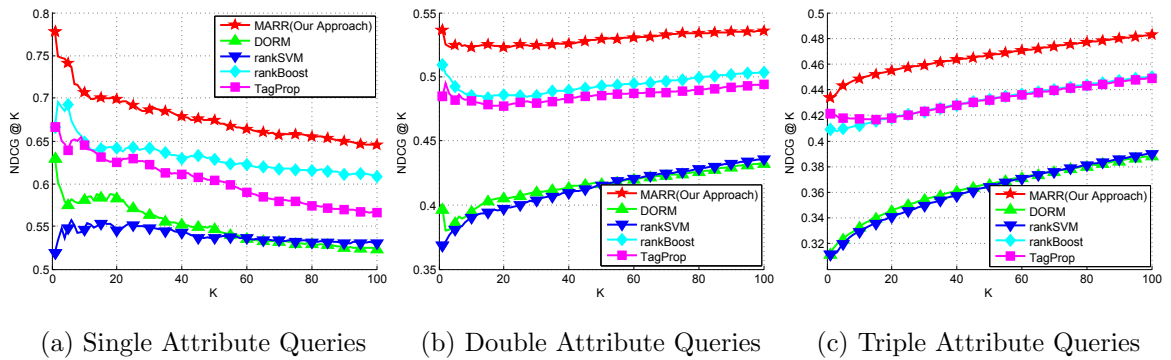 0.8
0.75
0.7
0.65
0.6
0.55
0.5
NDCG @ K
0 20 40 60 80 100
K
MARR(Our Approach)
DORM
rankSVM
rankBoost
TagProp
(a) Single Attribute Queries
0.55
0.5
0.45
0.4
0.35
NDCG @ K
0 20 40 60 80 100
K
MARR(Our Approach)
DORM
rankSVM
rankBoost
TagProp
(b) Double Attribute Queries
0.5
0.48
0.44
0.42
0.4
0.36
0.34
0.32
NDCG @ K
0 20 40 60 80 100
K
MARR(Our Approach)
DORM
rankSVM
rankBoost
TagProp
(c) Triple Attribute Queries